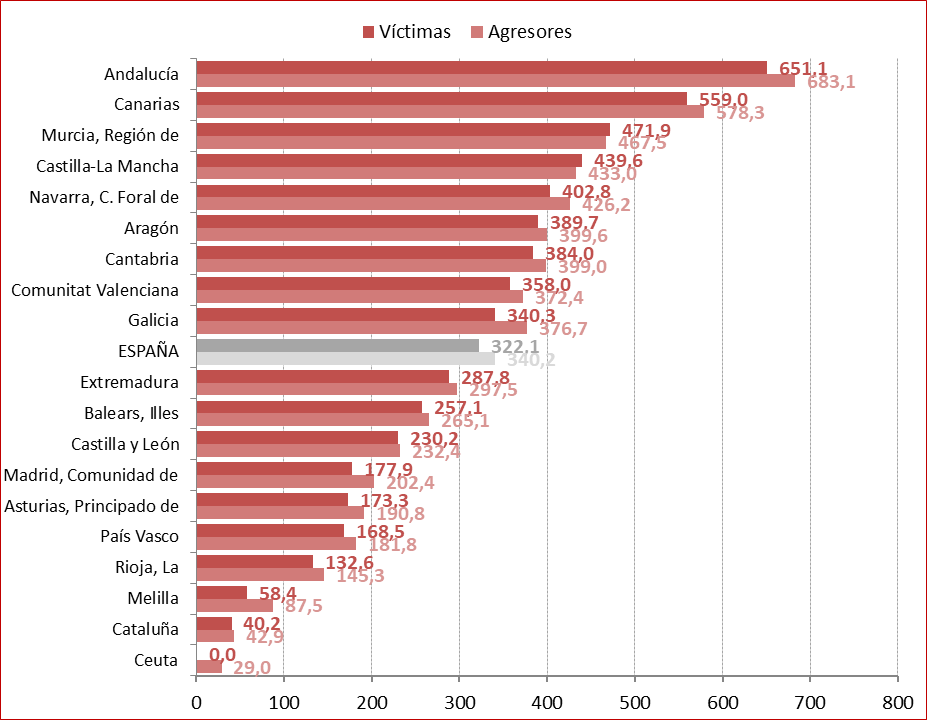 Víctimas Agresores
Andalucía 651,1
683,1
Canarias 559,0
578,3
Murcia, Región de 471,9
467,5
Castilla-La Mancha 439,6
433,0
Navarra, C. Foral de 402,8
426,2
Aragón 389,7
399,6
Cantabria 384,0
399,0
Comunitat Valenciana 358,0
372,4
Galicia 340,3
376,7
ESPAÑA 322,1
340,2
Extremadura 287,8
297,5
Balears, Illes 257,1
265,1
Castilla y León 230,2
232,4
Madrid, Comunidad de 177,9
202,4
Asturias, Principado de 173,3
190,8
País Vasco 168,5
181,8
Rioja, La 132,6
145,3
Melilla 58,4
87,5
Cataluña 40,2
42,9
Ceuta 0,0
29,0
0 100 200 300 400 500 600 700 800